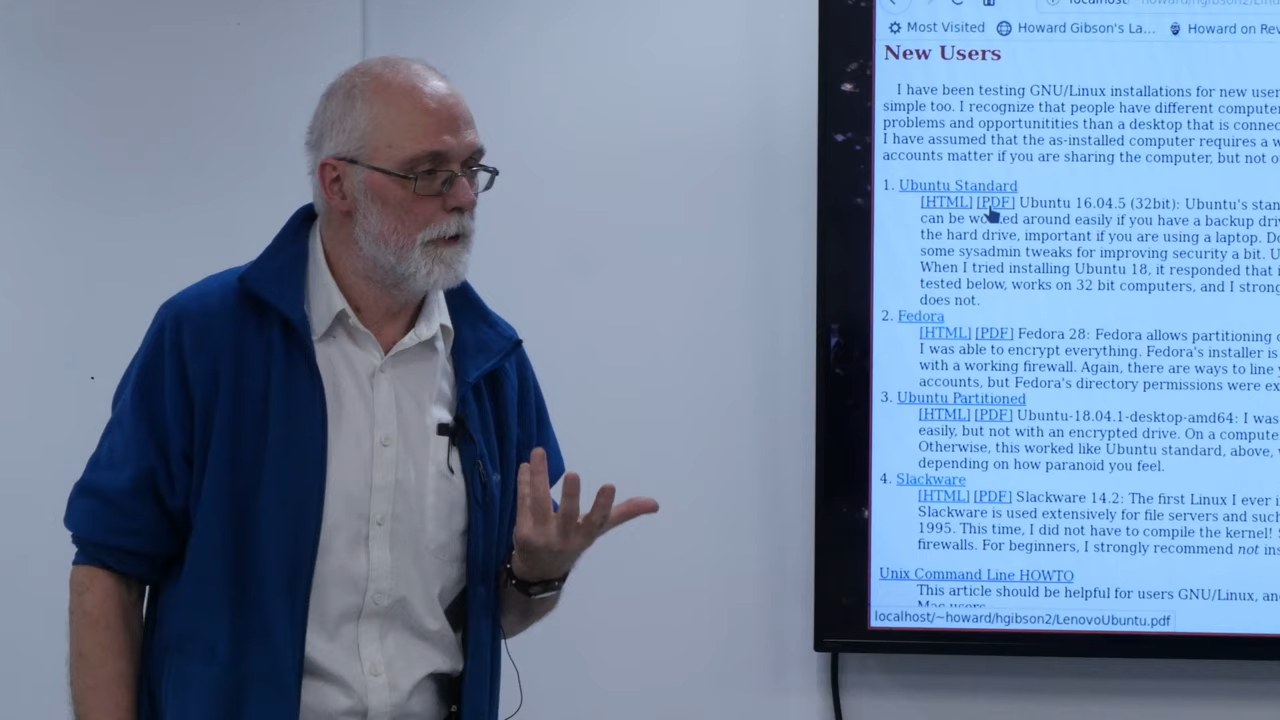 localhost/~howard/hgibson2/Linu
Most Visited Howard Gibson's La... Howard on Rev
New Users
I have been testing GNU/Linux installations for new user
simple too. I recognize that people have different computer
problems and opportunitities than a desktop that is connec
I have assumed that the as-installed computer requires a w
accounts matter if you are sharing the computer, but not o
1. Ubuntu Standard
[HTML] [PDF] Ubuntu 16.04.5 (32bit): Ubuntu's stan
can be worked around easily if you have a backup driv
the hard drive, important if you are using a laptop. Do
some sysadmin tweaks for improving security a bit. U
When I tried installing Ubuntu 18, it responded that i
tested below, works on 32 bit computers, and I strong
does not.
2. Fedora
[HTML] [PDF] Fedora 28: Fedora allows partitioning o
I was able to encrypt everything. Fedora's installer is
with a working firewall. Again, there are ways to line y
accounts, but Fedora's directory permissions were ex
3. Ubuntu Partitioned
[HTML] [PDF] Ubuntu-18.04.1-desktop-amd64: I was
easily, but not with an encrypted drive. On a compute
Otherwise, this worked like Ubuntu standard, above, w
depending on how paranoid you feel.
4. Slackware
[HTML] [PDF] Slackware 14.2: The first Linux I ever i
Slackware is used extensively for file servers and such
1995. This time, I did not have to compile the kernel! S
firewalls. For beginners, I strongly recommend not ins
Unix Command Line HOWTO
This article should be helpful for users GNU/Linux, and
Mac users.
localhost/~howard/hgibson2/LenovoUbuntu.pdf